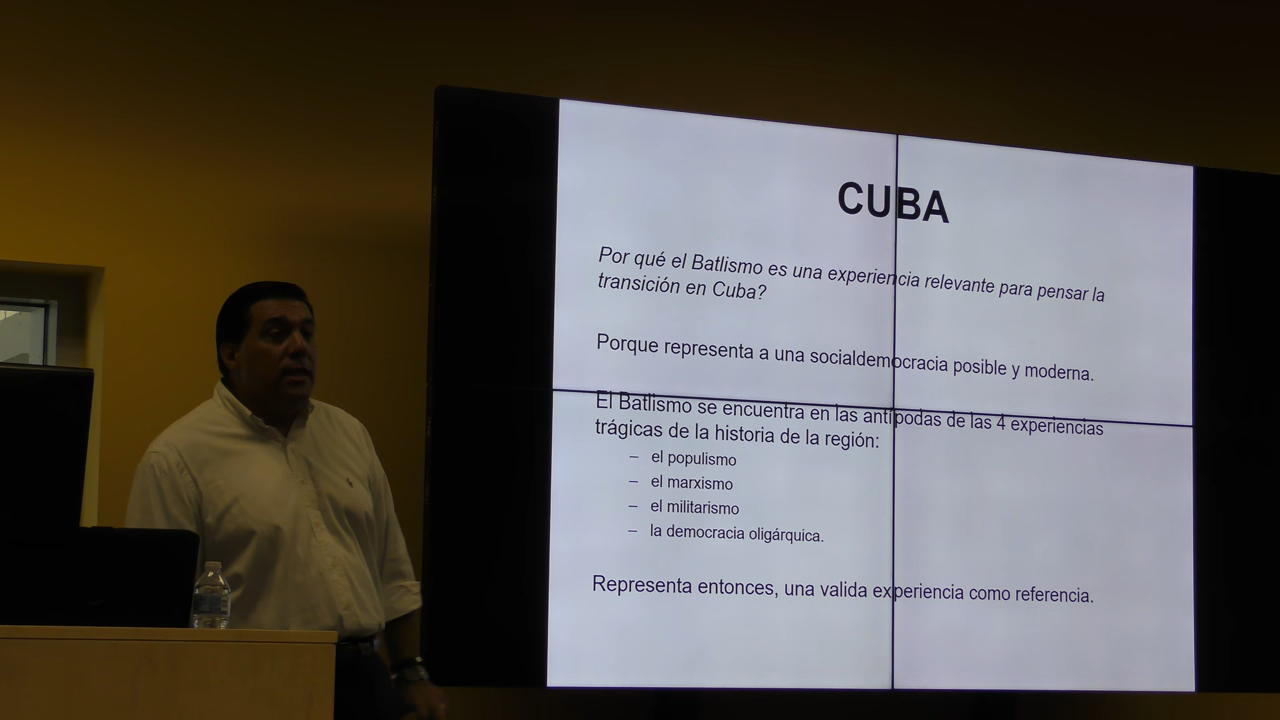 CUBA
Por qué el Batlismo es una experiencia relevante para pensar la
transición en Cuba?
Porque representa a una socialdemocracia posible y moderna.
El Batlismo se encuentra en las antípodas de las 4 experiencias
trágicas de la historia de la región:
– el populismo
– el marxismo
– el militarismo
– la democracia oligárquica.
Representa entonces, una valida experiencia como referencia.